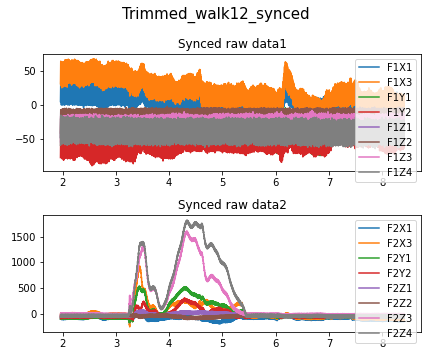 Trimmed_walk12_synced
Synced raw data1
50
0
−50
2 3 4 5 6 7 8
F1X1
F1X3
F1Y1
F1Y2
F1Z1
F1Z2
F1Z3
F1Z4
Synced raw data2
1500
1000
500
0
2 3 4 5 6 7 8
F2X1
F2X3
F2Y1
F2Y2
F2Z1
F2Z2
F2Z3
F2Z4